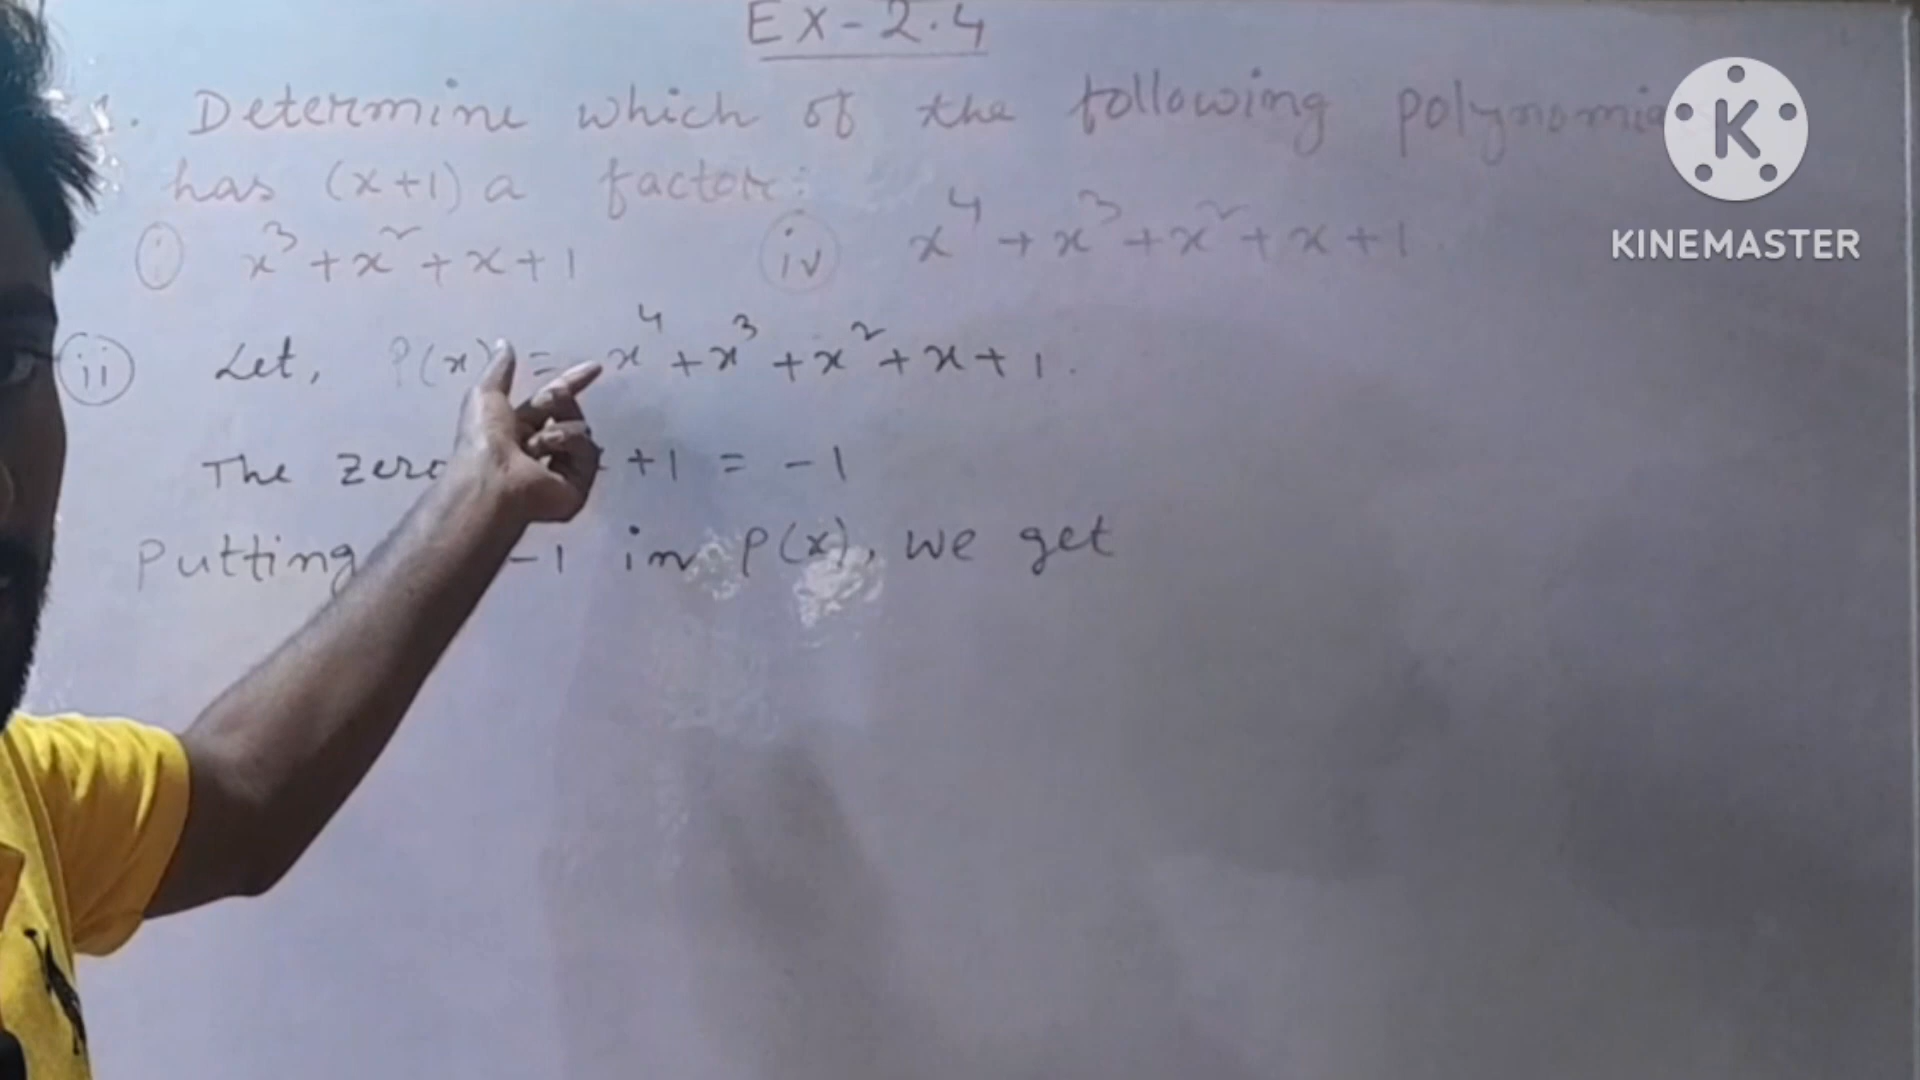 Ex-2.4
1. Determine which of the following polynomia
has (x+1) a factor:
(i) x³+x²+x+1 (iv) x⁴+x³+x²+x+1
(ii) Let, P(x) = x⁴+x³+x²+x+1.
The zero x+1 = -1
Putting -1 in P(x), we get
KINEMASTER